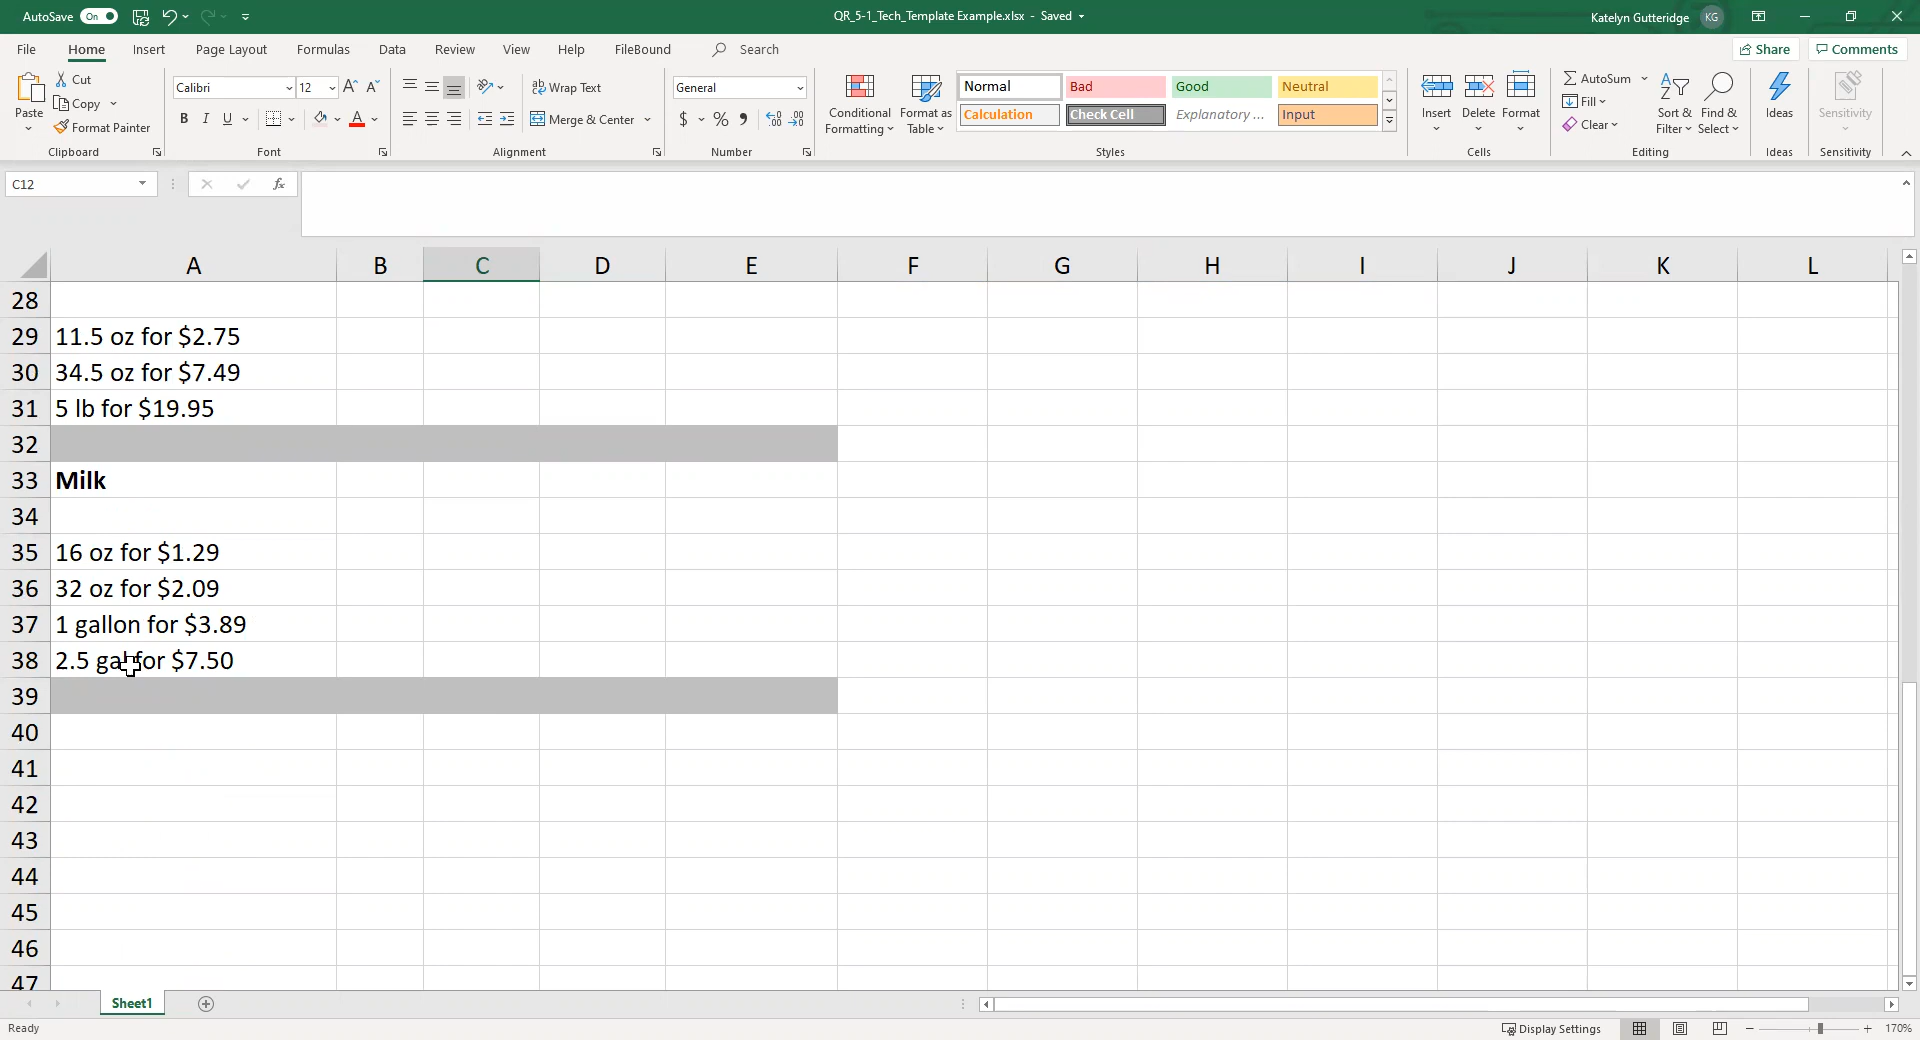 AutoSave On QR_5-1_Tech_Template Example.xlsx - Saved Katelyn Gutteridge KG
File Home Insert Page Layout Formulas Data Review View Help FileBound Search Share Comments
Paste Cut Copy Format Painter Clipboard
Calibri 12 B I U A Font
Wrap Text Merge & Center Alignment
General $ % Number
Conditional Formatting Format as Table
Normal Bad Good Neutral
Calculation Check Cell Explanatory ... Input
Styles
Insert Delete Format Cells
AutoSum Fill Clear Sort & Filter Find & Select Editing
Ideas Ideas
Sensitivity Sensitivity
C12 fx
A B C D E F G H I J K L
28
29 11.5 oz for $2.75
30 34.5 oz for $7.49
31 5 lb for $19.95
32
33 Milk
34
35 16 oz for $1.29
36 32 oz for $2.09
37 1 gallon for $3.89
38 2.5 gal for $7.50
39
40
41
42
43
44
45
46
47
Sheet1
Ready Display Settings 170%